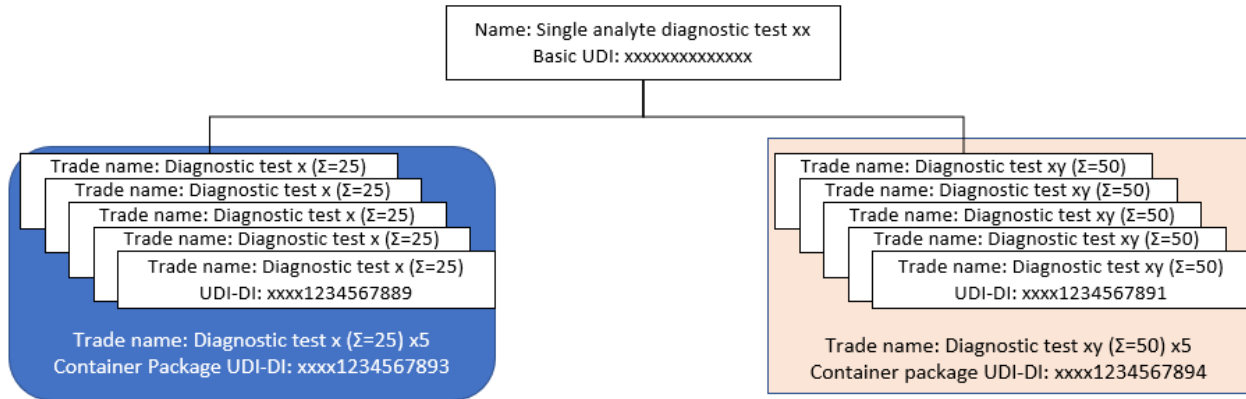 Name: Single analyte diagnostic test xx
Basic UDI: xxxxxxxxxxxxxx
Trade name: Diagnostic test x (Σ=25)
Trade name: Diagnostic test x (Σ=25)
Trade name: Diagnostic test x (Σ=25)
Trade name: Diagnostic test x (Σ=25)
Trade name: Diagnostic test x (Σ=25)
UDI-DI: xxxx1234567889
Trade name: Diagnostic test x (Σ=25) x5
Container Package UDI-DI: xxxx1234567893
Trade name: Diagnostic test xy (Σ=50)
Trade name: Diagnostic test xy (Σ=50)
Trade name: Diagnostic test xy (Σ=50)
Trade name: Diagnostic test xy (Σ=50)
Trade name: Diagnostic test xy (Σ=50)
UDI-DI: xxxx1234567891
Trade name: Diagnostic test xy (Σ=50) x5
Container package UDI-DI: xxxx1234567894